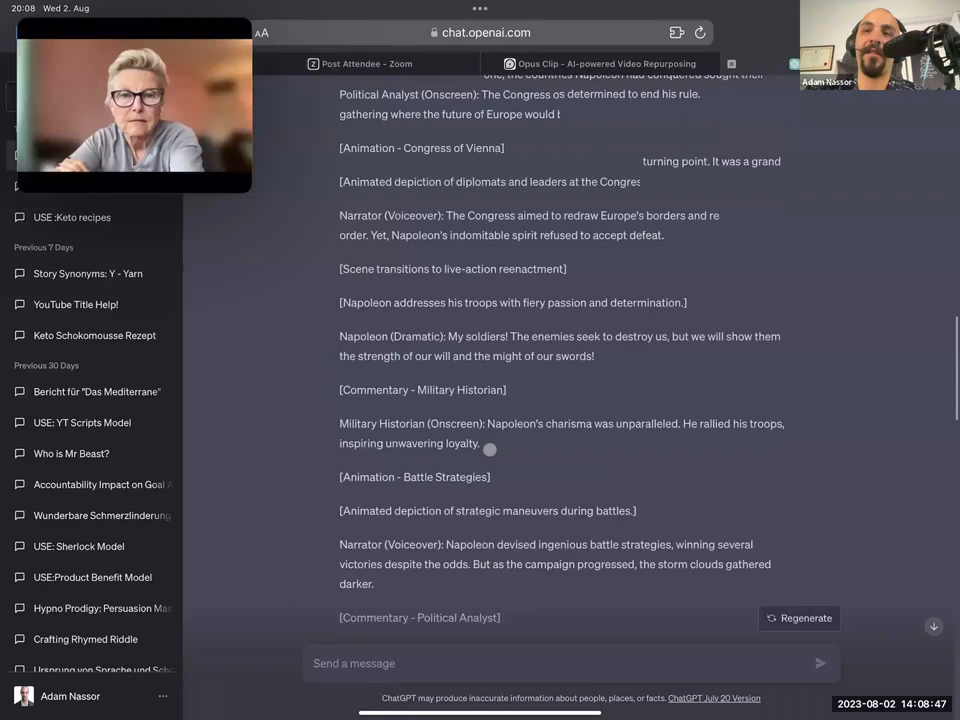 20:08 Wed 2. Aug
AA
chat.openai.com
Post Attendee - Zoom
Opus Clip - AI-powered Video Repurposing
Adam Nassor
Political Analyst (Onscreen): The Congress os determined to end his rule.
gathering where the future of Europe would b
[Animation - Congress of Vienna]
turning point. It was a grand
[Animated depiction of diplomats and leaders at the Congres
Narrator (Voiceover): The Congress aimed to redraw Europe's borders and re
order. Yet, Napoleon's indomitable spirit refused to accept defeat.
[Scene transitions to live-action reenactment]
[Napoleon addresses his troops with fiery passion and determination.]
Napoleon (Dramatic): My soldiers! The enemies seek to destroy us, but we will show them
the strength of our will and the might of our swords!
[Commentary - Military Historian]
Military Historian (Onscreen): Napoleon's charisma was unparalleled. He rallied his troops,
inspiring unwavering loyalty.
[Animation - Battle Strategies]
[Animated depiction of strategic maneuvers during battles.]
Narrator (Voiceover): Napoleon devised ingenious battle strategies, winning several
victories despite the odds. But as the campaign progressed, the storm clouds gathered
darker.
[Commentary - Political Analyst]
Regenerate
Send a message
ChatGPT may produce inaccurate information about people, places, or facts. ChatGPT July 20 Version
USE :Keto recipes
Previous 7 Days
Story Synonyms: Y - Yarn
YouTube Title Help!
Keto Schokomousse Rezept
Previous 30 Days
Bericht für "Das Mediterrane"
USE: YT Scripts Model
Who is Mr Beast?
Accountability Impact on Goal A
Wunderbare Schmerzlinderung
USE: Sherlock Model
USE:Product Benefit Model
Hypno Prodigy: Persuasion Mas
Crafting Rhymed Riddle
Ursprung von Sprache und Sch
Adam Nassor
2023-08-02 14:08:47